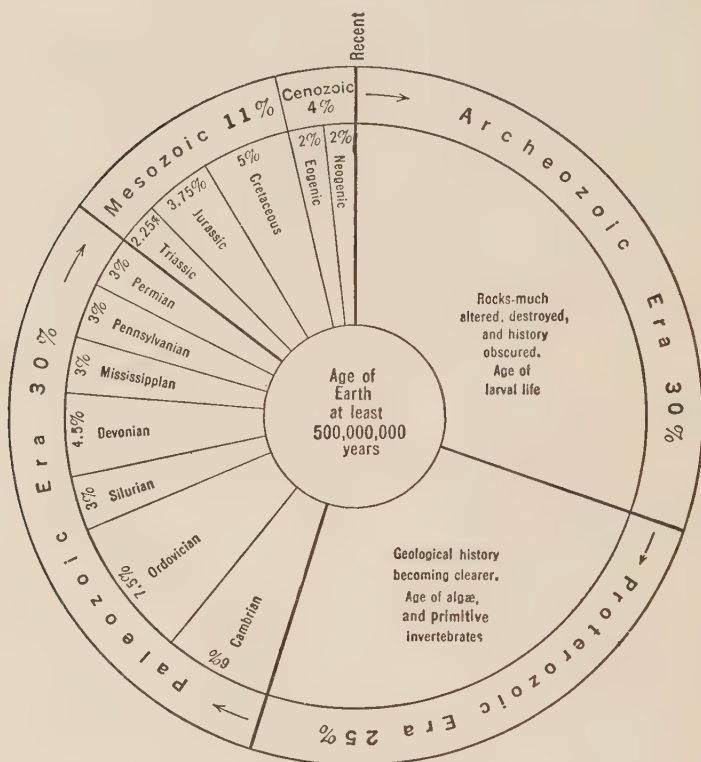 Recent
Archeozoic Era 30%
Rocks-much
altered, destroyed,
and history
obscured.
Age of
larval life
Proterozoic Era 25%
Geological history
becoming clearer.
Age of algæ,
and primitive
invertebrates
Paleozoic Era 30%
6%
Cambrian
7.5%
Ordovician
3%
Silurian
4.5%
Devonian
3%
Mississippian
3%
Pennsylvanian
3%
Permian
Mesozoic 11%
2.25%
Triassic
3.75%
Jurassic
5%
Cretaceous
Cenozoic
4%
2%
Eogenic
2%
Neogenic
Age of
Earth
at least
500,000,000
years